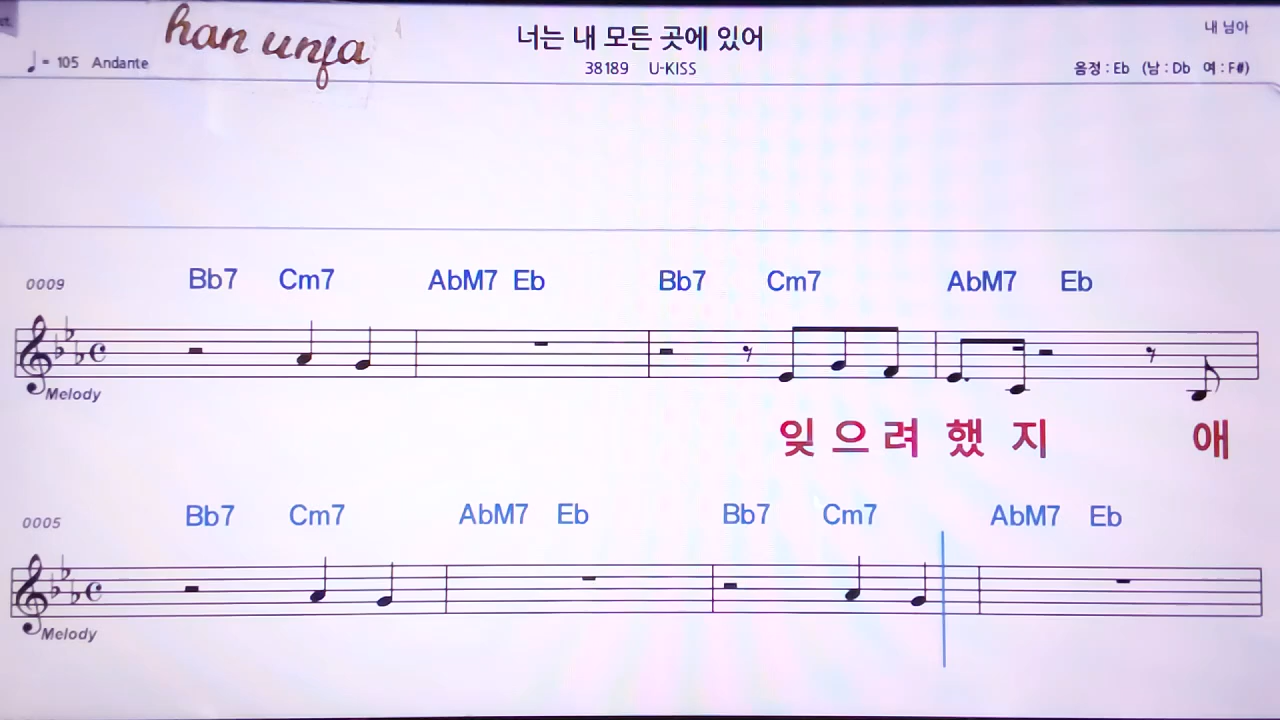 han unfa
너는 내 모든 곳에 있어
내 님아
♩ = 105 Andante
38189 U-KISS
음정 : Eb (남 : Db 여 : F#)
0009 Bb7 Cm7 AbM7 Eb Bb7 Cm7 AbM7 Eb
Melody
잊 으 려 했 지 애
0005 Bb7 Cm7 AbM7 Eb Bb7 Cm7 AbM7 Eb
Melody